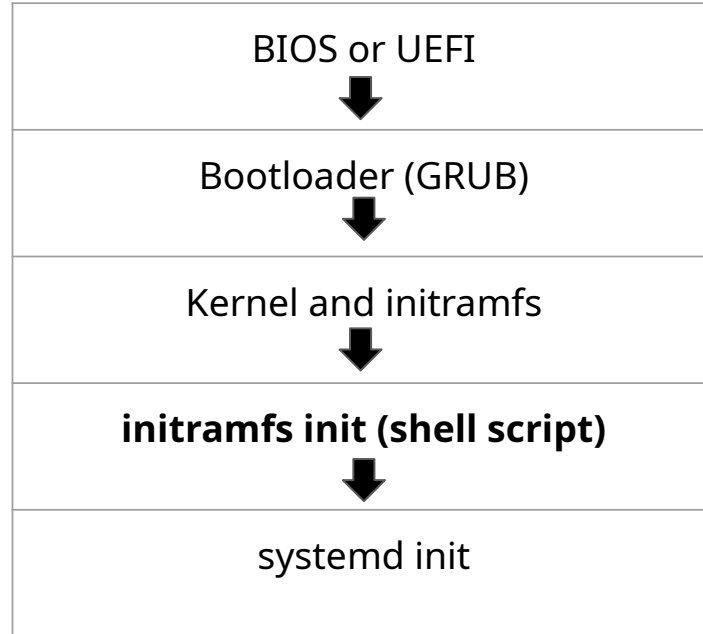 BIOS or UEFI
Bootloader (GRUB)
Kernel and initramfs
initramfs init (shell script)
systemd init